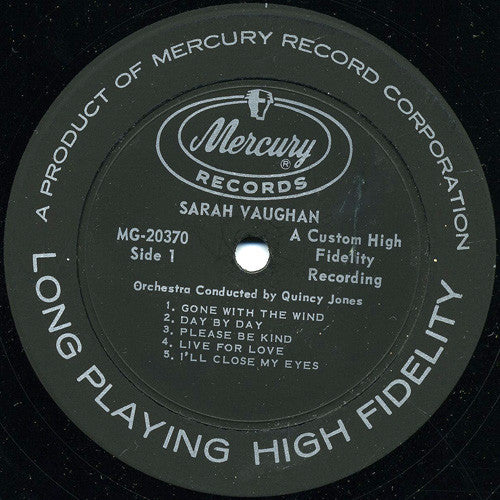 A PRODUCT OF MERCURY RECORD CORPORATION
Mercury ®
RECORDS
SARAH VAUGHAN
MG-20370
Side 1
A Custom High
Fidelity
Recording
Orchestra Conducted by Quincy Jones
1. GONE WITH THE WIND
2. DAY BY DAY
3. PLEASE BE KIND
4. LIVE FOR LOVE
5. I'LL CLOSE MY EYES
LONG PLAYING HIGH FIDELITY